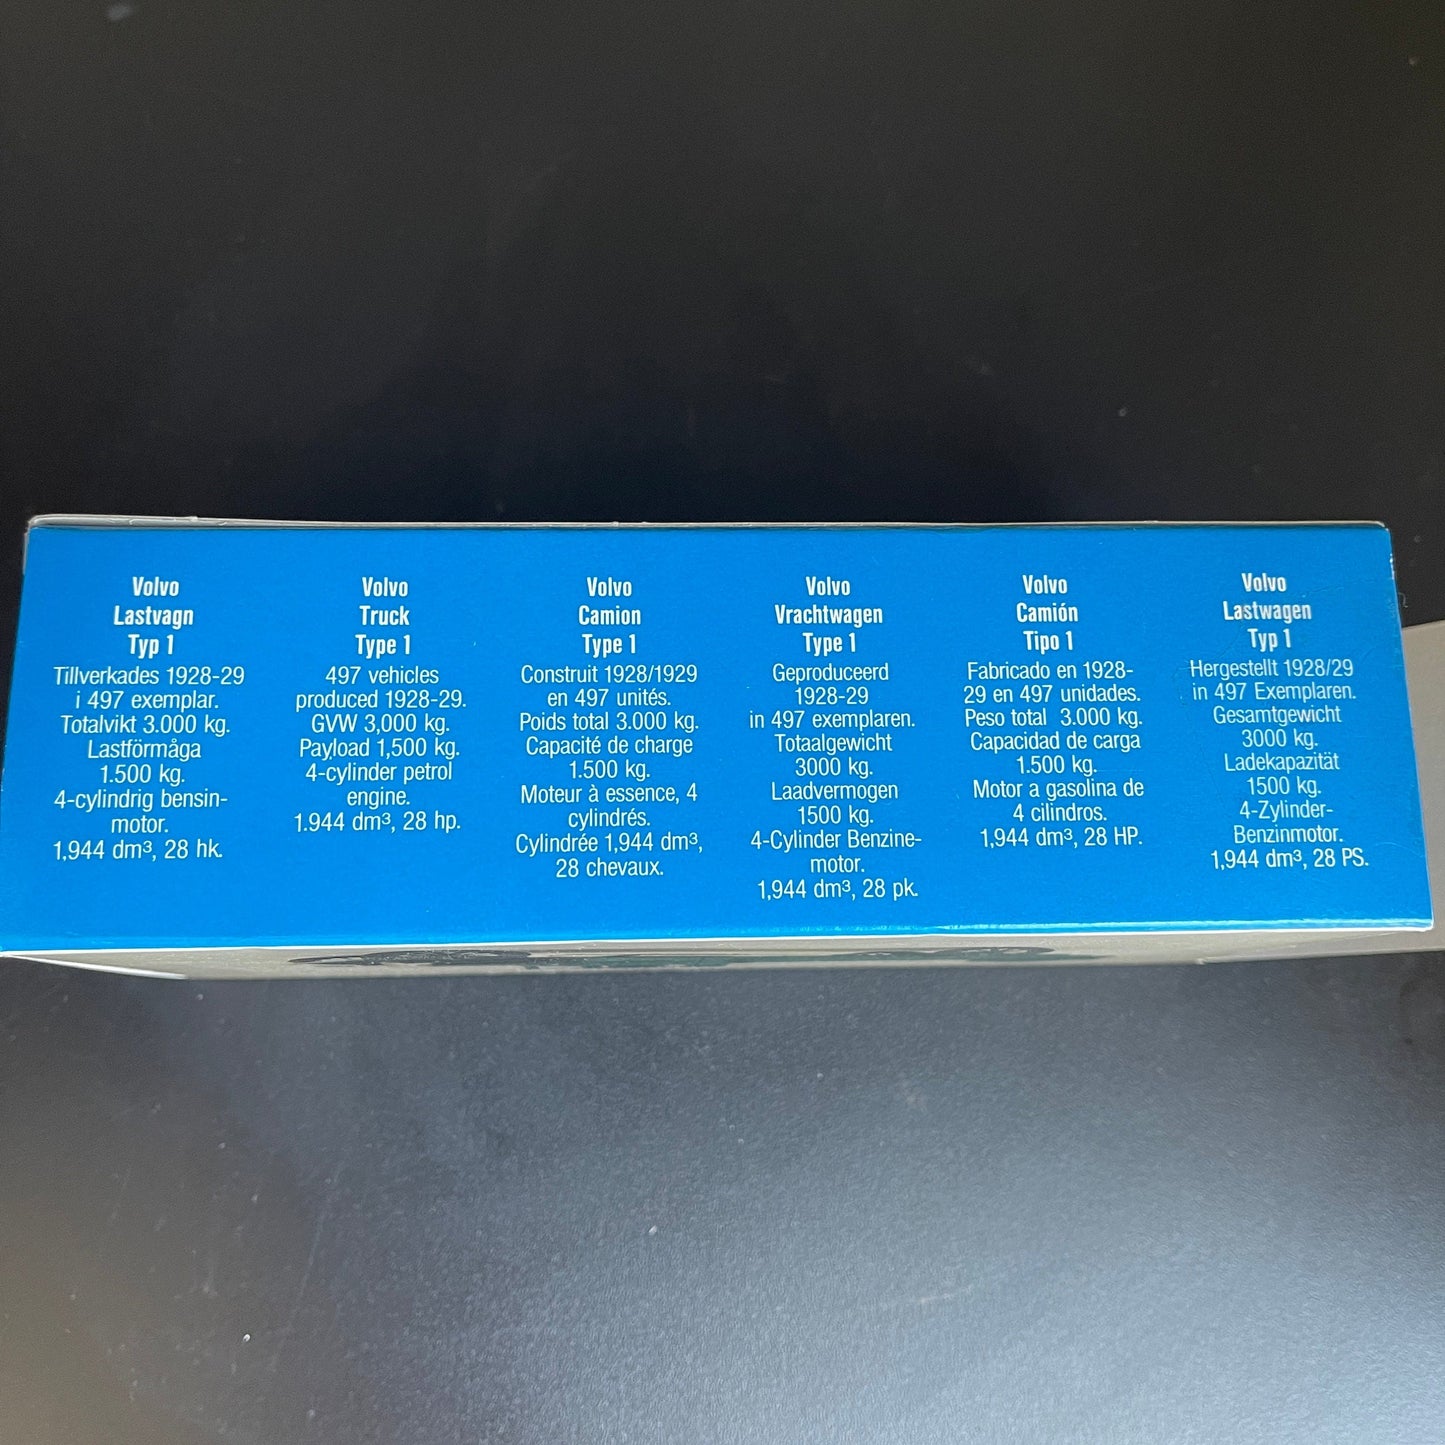 Volvo
Lastvagn
Typ 1
Tillverkades 1928-29
i 497 exemplar.
Totalvikt 3.000 kg.
Lastförmåga
1.500 kg.
4-cylindrig bensin-
motor.
1,944 dm³, 28 hk.
Volvo
Truck
Type 1
497 vehicles
produced 1928-29.
GVW 3,000 kg.
Payload 1,500 kg.
4-cylinder petrol
engine.
1.944 dm³, 28 hp.
Volvo
Camion
Type 1
Construit 1928/1929
en 497 unités.
Poids total 3.000 kg.
Capacité de charge
1.500 kg.
Moteur à essence, 4
cylindrés.
Cylindrée 1,944 dm³,
28 chevaux.
Volvo
Vrachtwagen
Type 1
Geproduceerd
1928-29
in 497 exemplaren.
Totaalgewicht
3000 kg.
Laadvermogen
1500 kg.
4-Cylinder Benzine-
motor.
1,944 dm³, 28 pk.
Volvo
Camión
Tipo 1
Fabricado en 1928-
29 en 497 unidades.
Peso total 3.000 kg.
Capacidad de carga
1.500 kg.
Motor a gasolina de
4 cilindros.
1,944 dm³, 28 HP.
Volvo
Lastwagen
Typ 1
Hergestellt 1928/29
in 497 Exemplaren.
Gesamtgewicht
3000 kg.
Ladekapazität
1500 kg.
4-Zylinder-
Benzinmotor.
1,944 dm³, 28 PS.